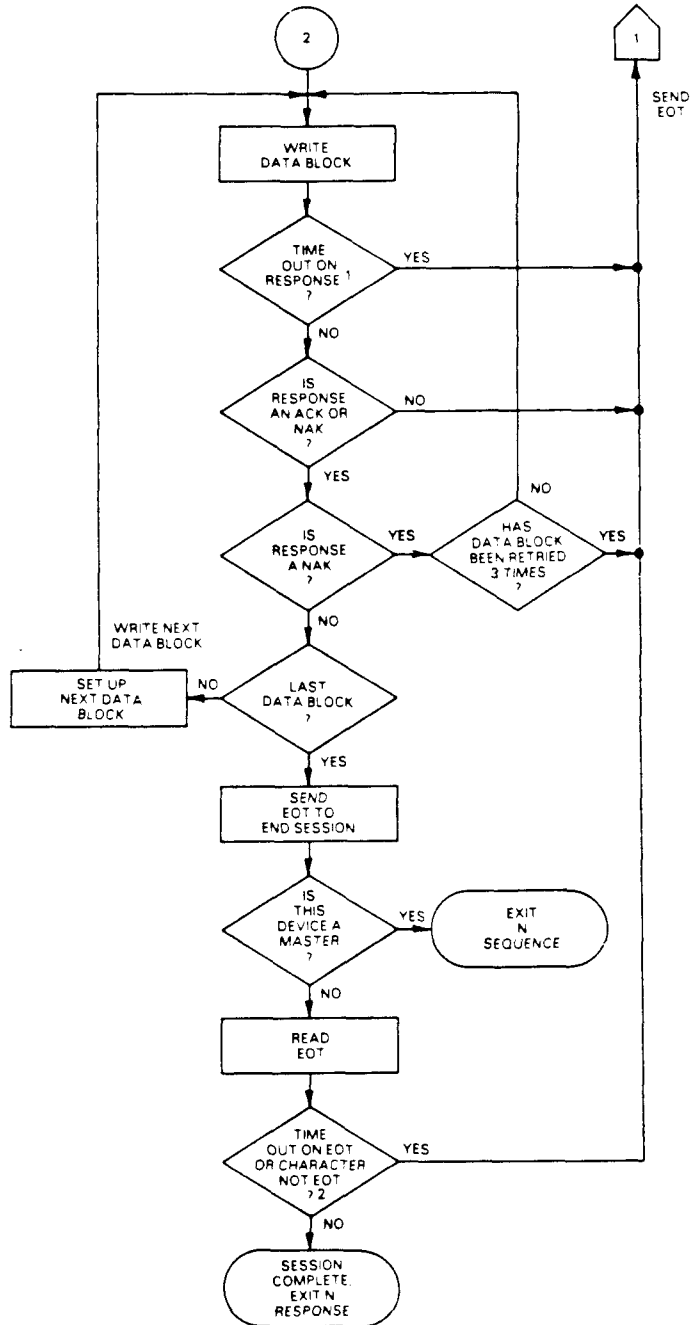 2
1
SEND
EOT
WRITE
DATA BLOCK
TIME
OUT ON
RESPONSE 1
?
YES
NO
IS
RESPONSE
AN ACK OR
NAK
?
NO
YES
IS
RESPONSE
A NAK
?
YES
NO
HAS
DATA BLOCK
BEEN RETRIED
3 TIMES
?
YES
NO
WRITE NEXT
DATA BLOCK
SET UP
NEXT DATA
BLOCK
NO
LAST
DATA BLOCK
?
YES
SEND
EOT TO
END SESSION
IS
THIS
DEVICE A
MASTER
?
YES
EXIT
N
SEQUENCE
NO
READ
EOT
TIME
OUT ON EOT
OR CHARACTER
NOT EOT
? 2
YES
NO
SESSION
COMPLETE,
EXIT N
RESPONSE